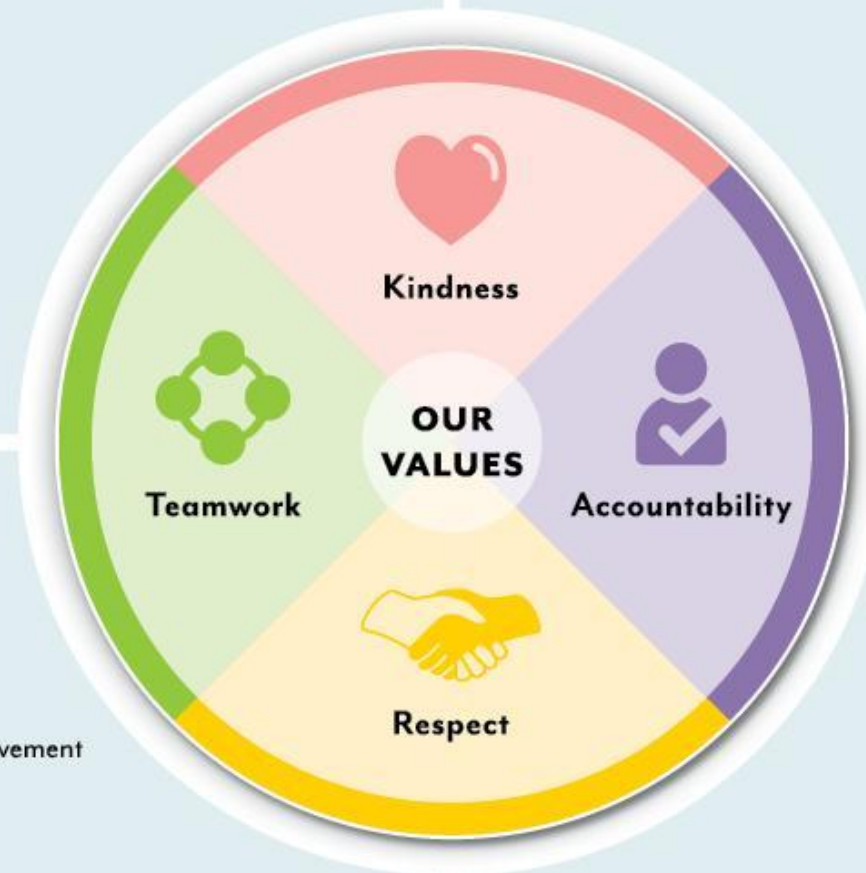 Kindness
OUR
VALUES
Teamwork
Accountability
Respect
vement